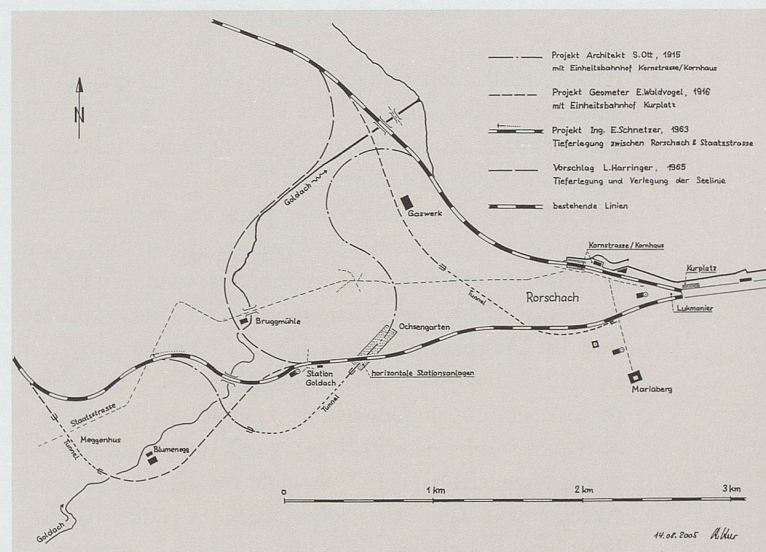 Projekt Architekt S.Ott, 1915
mit Einheitsbahnhof Kornstrasse/Kornhaus
Projekt Geometer E.Waldvogel, 1916
mit Einheitsbahnhof Kurplatz
Projekt Ing. E.Schnetzer, 1963
Tieferlegung zwischen Rorschach & Staatsstrasse
Vorschlag L.Harringer, 1965
Tieferlegung und Verlegung der Seelinie
bestehende Linien
N
Goldach
Gaswerk
Kornstrasse/Kornhaus
Kurplatz
Tunnel
Rorschach
Lukmanier
Bruggmühle
Ochsengarten
Station
Goldach
horizontale Stationsanlagen
Mariaberg
Tunnel
Staatsstrasse
Meggenhus
Tunnel
Blumenegg
Goldach
0 1 km 2 km 3 km
14.08.2005